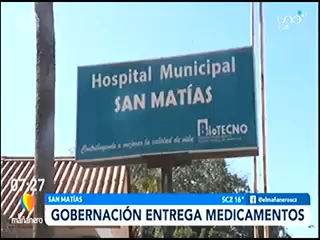 uno
Hospital Municipal
SAN MATÍAS
BIOTECNO
Contribuyendo a mejorar la calidad de vida
07:27
mañanero
SAN MATÍAS
SCZ 16°
@elmañaneroscz
GOBERNACIÓN ENTREGA MEDICAMENTOS